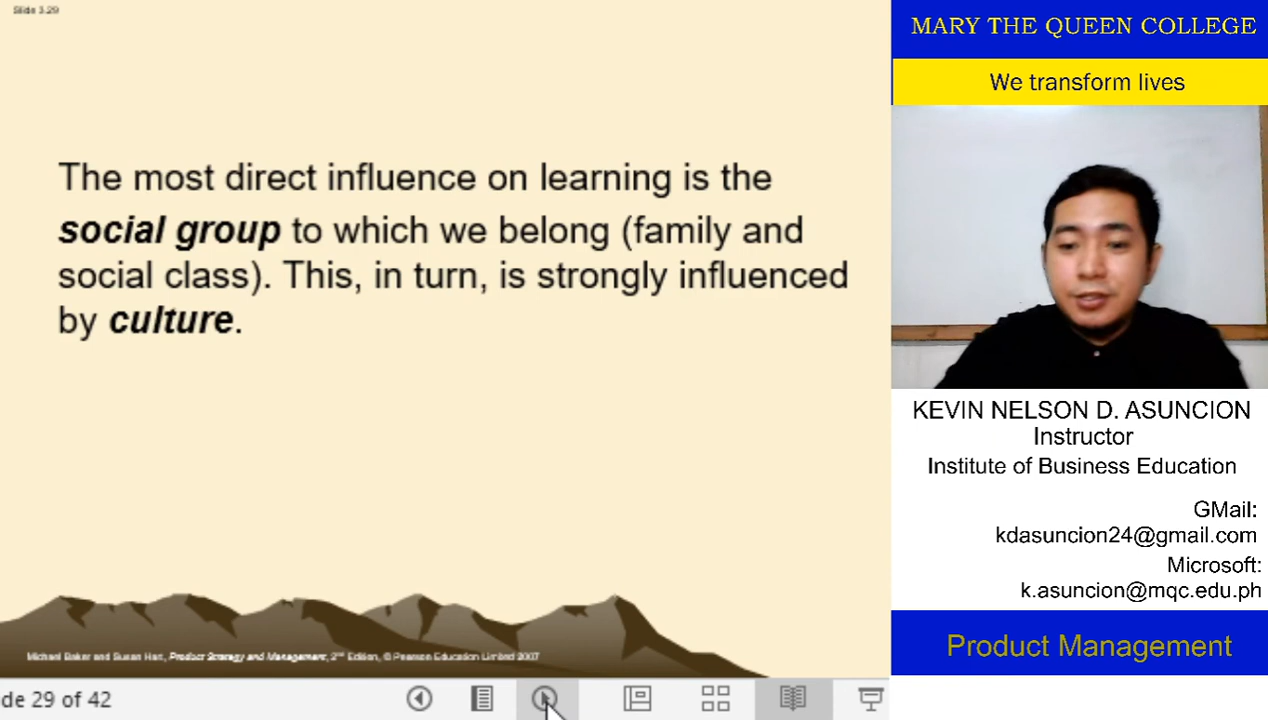 Slide 3.29
The most direct influence on learning is the
social group to which we belong (family and
social class). This, in turn, is strongly influenced
by culture.
Michael Baker and Susan Hart, Product Strategy and Management, 2nd Edition, © Pearson Education Limited 2007
de 29 of 42
MARY THE QUEEN COLLEGE
We transform lives
KEVIN NELSON D. ASUNCION
Instructor
Institute of Business Education
GMail:
kdasuncion24@gmail.com
Microsoft:
k.asuncion@mqc.edu.ph
Product Management